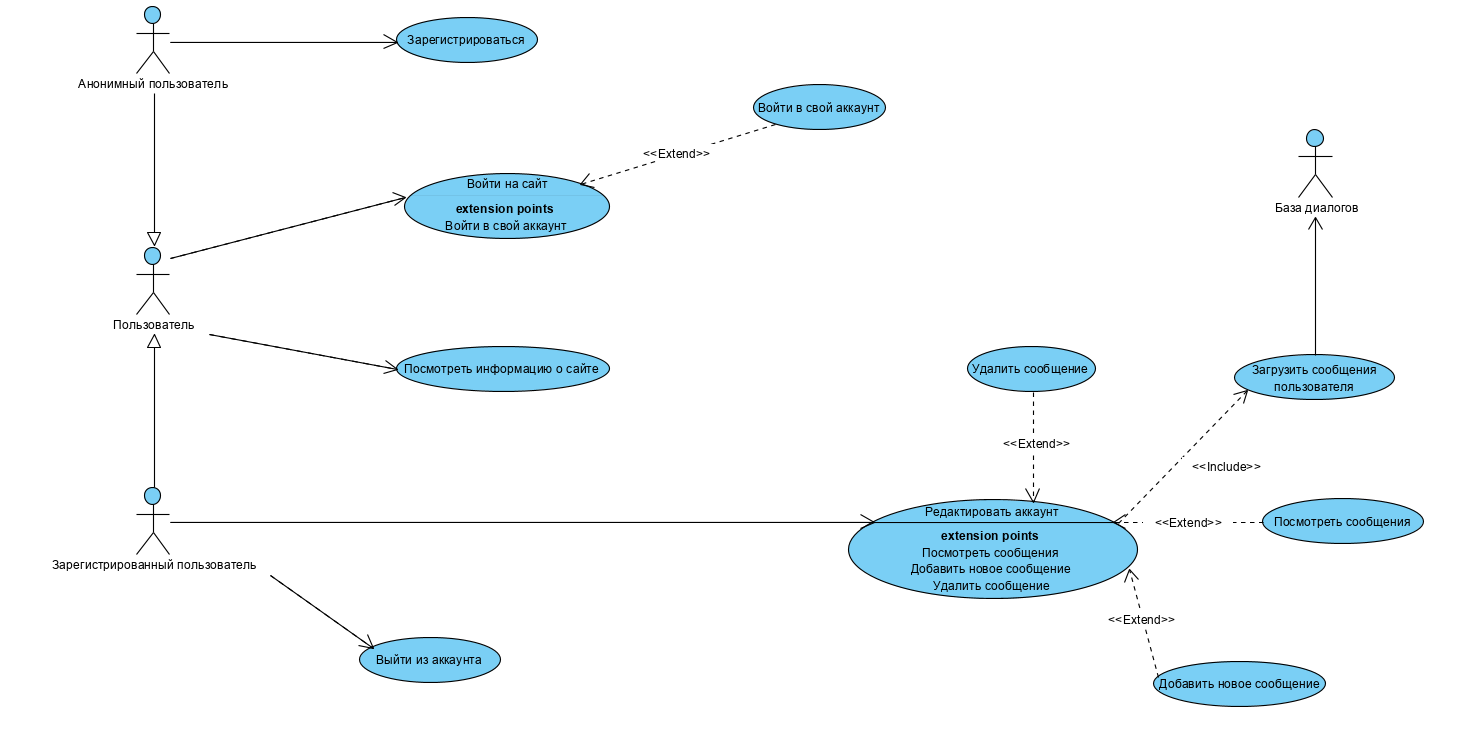 Зарегистрироваться
Анонимный пользователь
Войти в свой аккаунт
<<Extend>>
Войти на сайт
extension points
Войти в свой аккаунт
База диалогов
Пользователь
Посмотреть информацию о сайте
Удалить сообщение
Загрузить сообщения
пользователя
<<Extend>>
<<Include>>
Редактировать аккаунт
extension points
Посмотреть сообщения
Добавить новое сообщение
Удалить сообщение
<<Extend>>
Посмотреть сообщения
Зарегистрированный пользователь
<<Extend>>
Выйти из аккаунта
Добавить новое сообщение